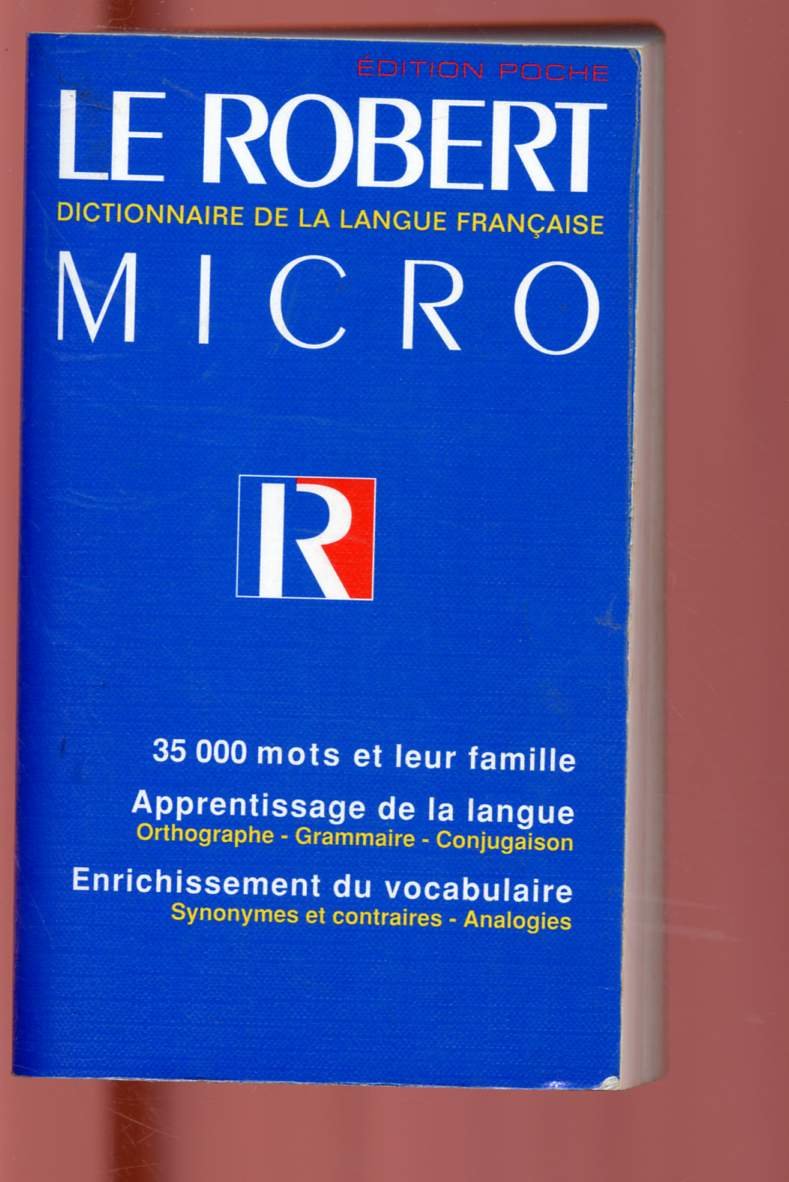 ÉDITION POCHE
LE ROBERT
DICTIONNAIRE DE LA LANGUE FRANÇAISE
MICRO
R
35 000 mots et leur famille
Apprentissage de la langue
Orthographe - Grammaire - Conjugaison
Enrichissement du vocabulaire
Synonymes et contraires - Analogies